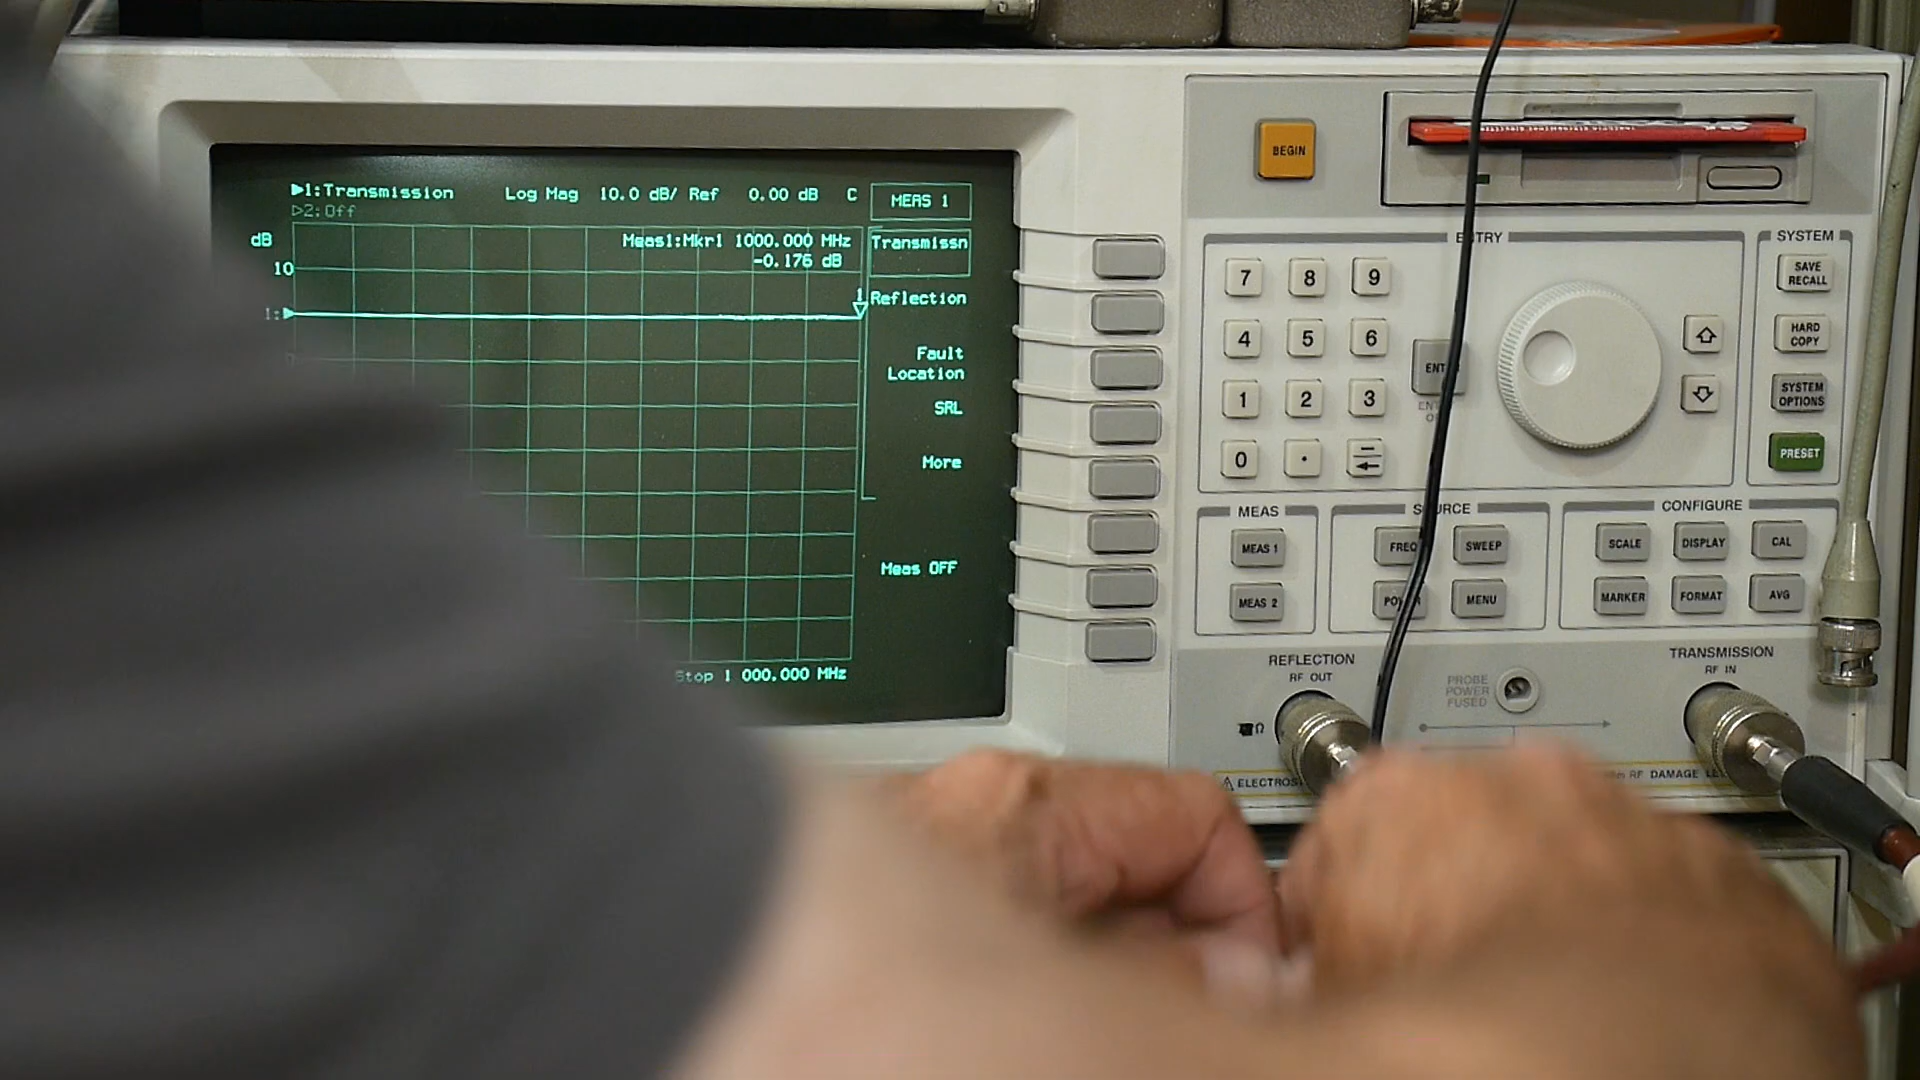 ▶1:Transmission Log Mag 10.0 dB/ Ref 0.00 dB C
▷2:Off
dB
Meas1:Mkr1 1000.000 MHz
-0.176 dB
10
1
1:▶
Stop 1 000.000 MHz
MEAS 1
Transmissn
Reflection
Fault
Location
SRL
More
Meas OFF
BEGIN
ENTRY
7 8 9
4 5 6
1 2 3
0 .
SYSTEM
SAVE
RECALL
HARD
COPY
SYSTEM
OPTIONS
PRESET
MEAS
MEAS 1
MEAS 2
SWEEP
MENU
CONFIGURE
SCALE DISPLAY CAL
MARKER FORMAT AVG
REFLECTION
RF OUT
PROBE
POWER
FUSED
TRANSMISSION
RF IN
Ω
RF DAMAGE